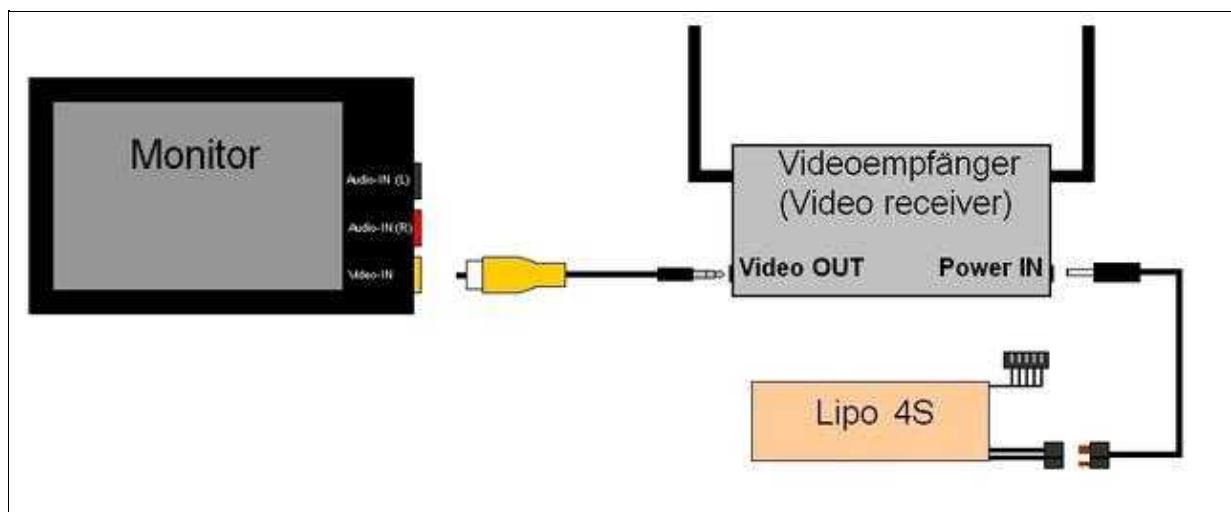 Monitor
Audio-IN (L)
Audio-IN (R)
Video-IN
Videoempfänger
(Video receiver)
Video OUT
Power IN
Lipo 4S